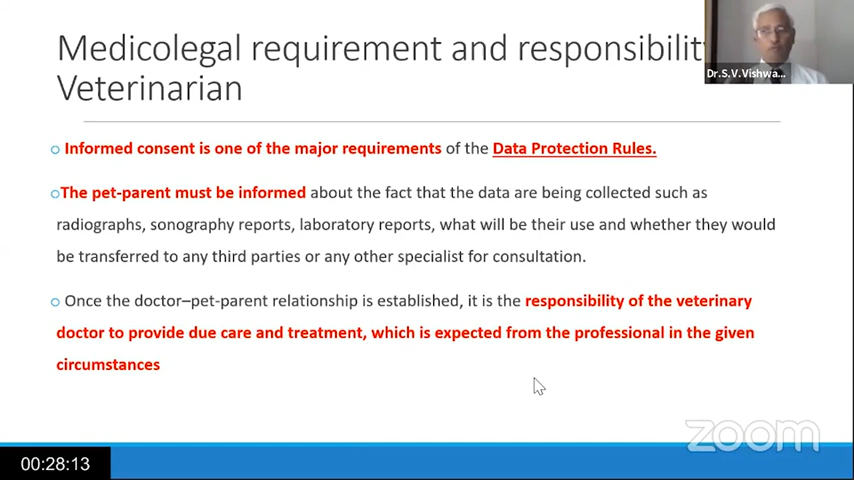 Medicolegal requirement and responsibility
Veterinarian
Dr.S.V.Vishwa...
o Informed consent is one of the major requirements of the Data Protection Rules.
oThe pet-parent must be informed about the fact that the data are being collected such as
radiographs, sonography reports, laboratory reports, what will be their use and whether they would
be transferred to any third parties or any other specialist for consultation.
o Once the doctor–pet-parent relationship is established, it is the responsibility of the veterinary
doctor to provide due care and treatment, which is expected from the professional in the given
circumstances
zoom
00:28:13